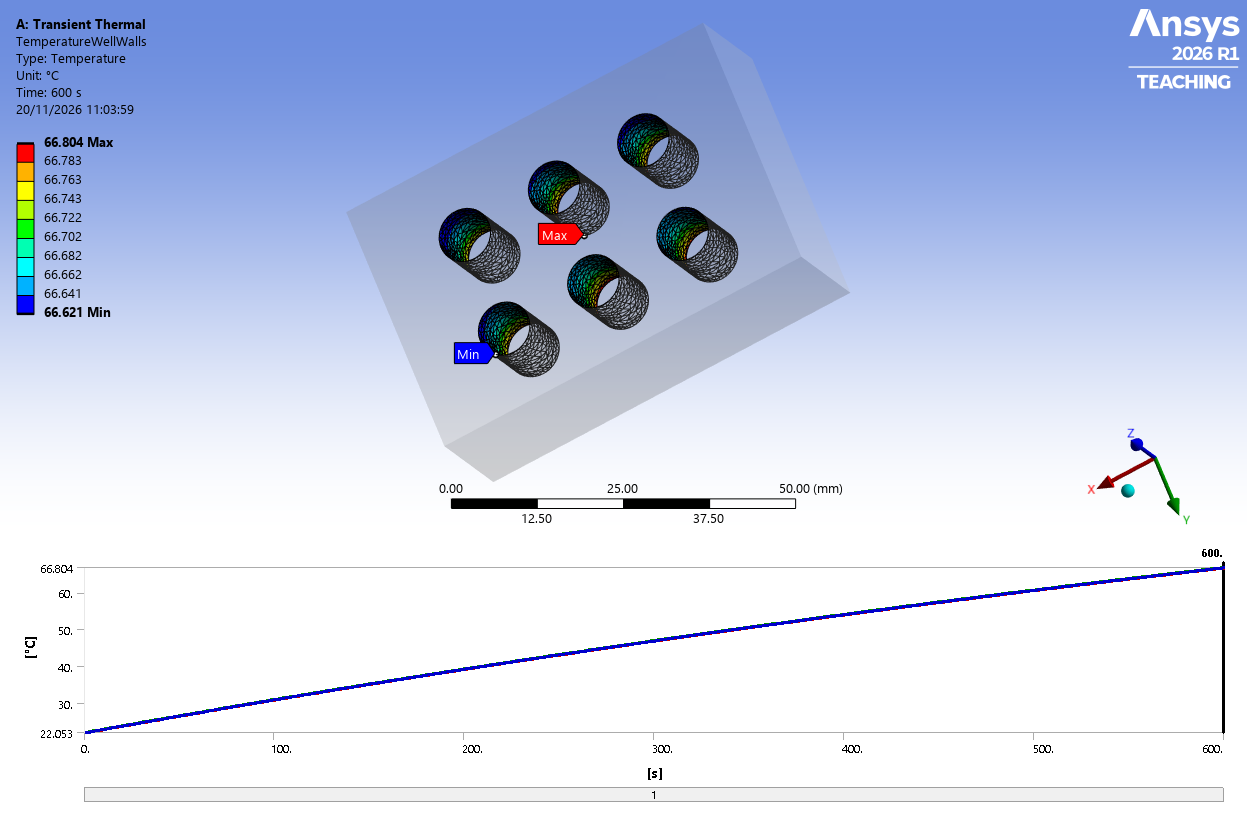 A: Transient Thermal
TemperatureWellWalls
Type: Temperature
Unit: °C
Time: 600 s
20/11/2026 11:03:59
Ansys
2026 R1
TEACHING
66.804 Max
66.783
66.763
66.743
66.722
66.702
66.682
66.662
66.641
66.621 Min
Max
Min
0.00 25.00 50.00 (mm)
12.50 37.50
Z
X
Y
600.
66.804
60.
50.
40.
30.
22.053
[°C]
0. 100. 200. 300. 400. 500. 600.
[s]
1